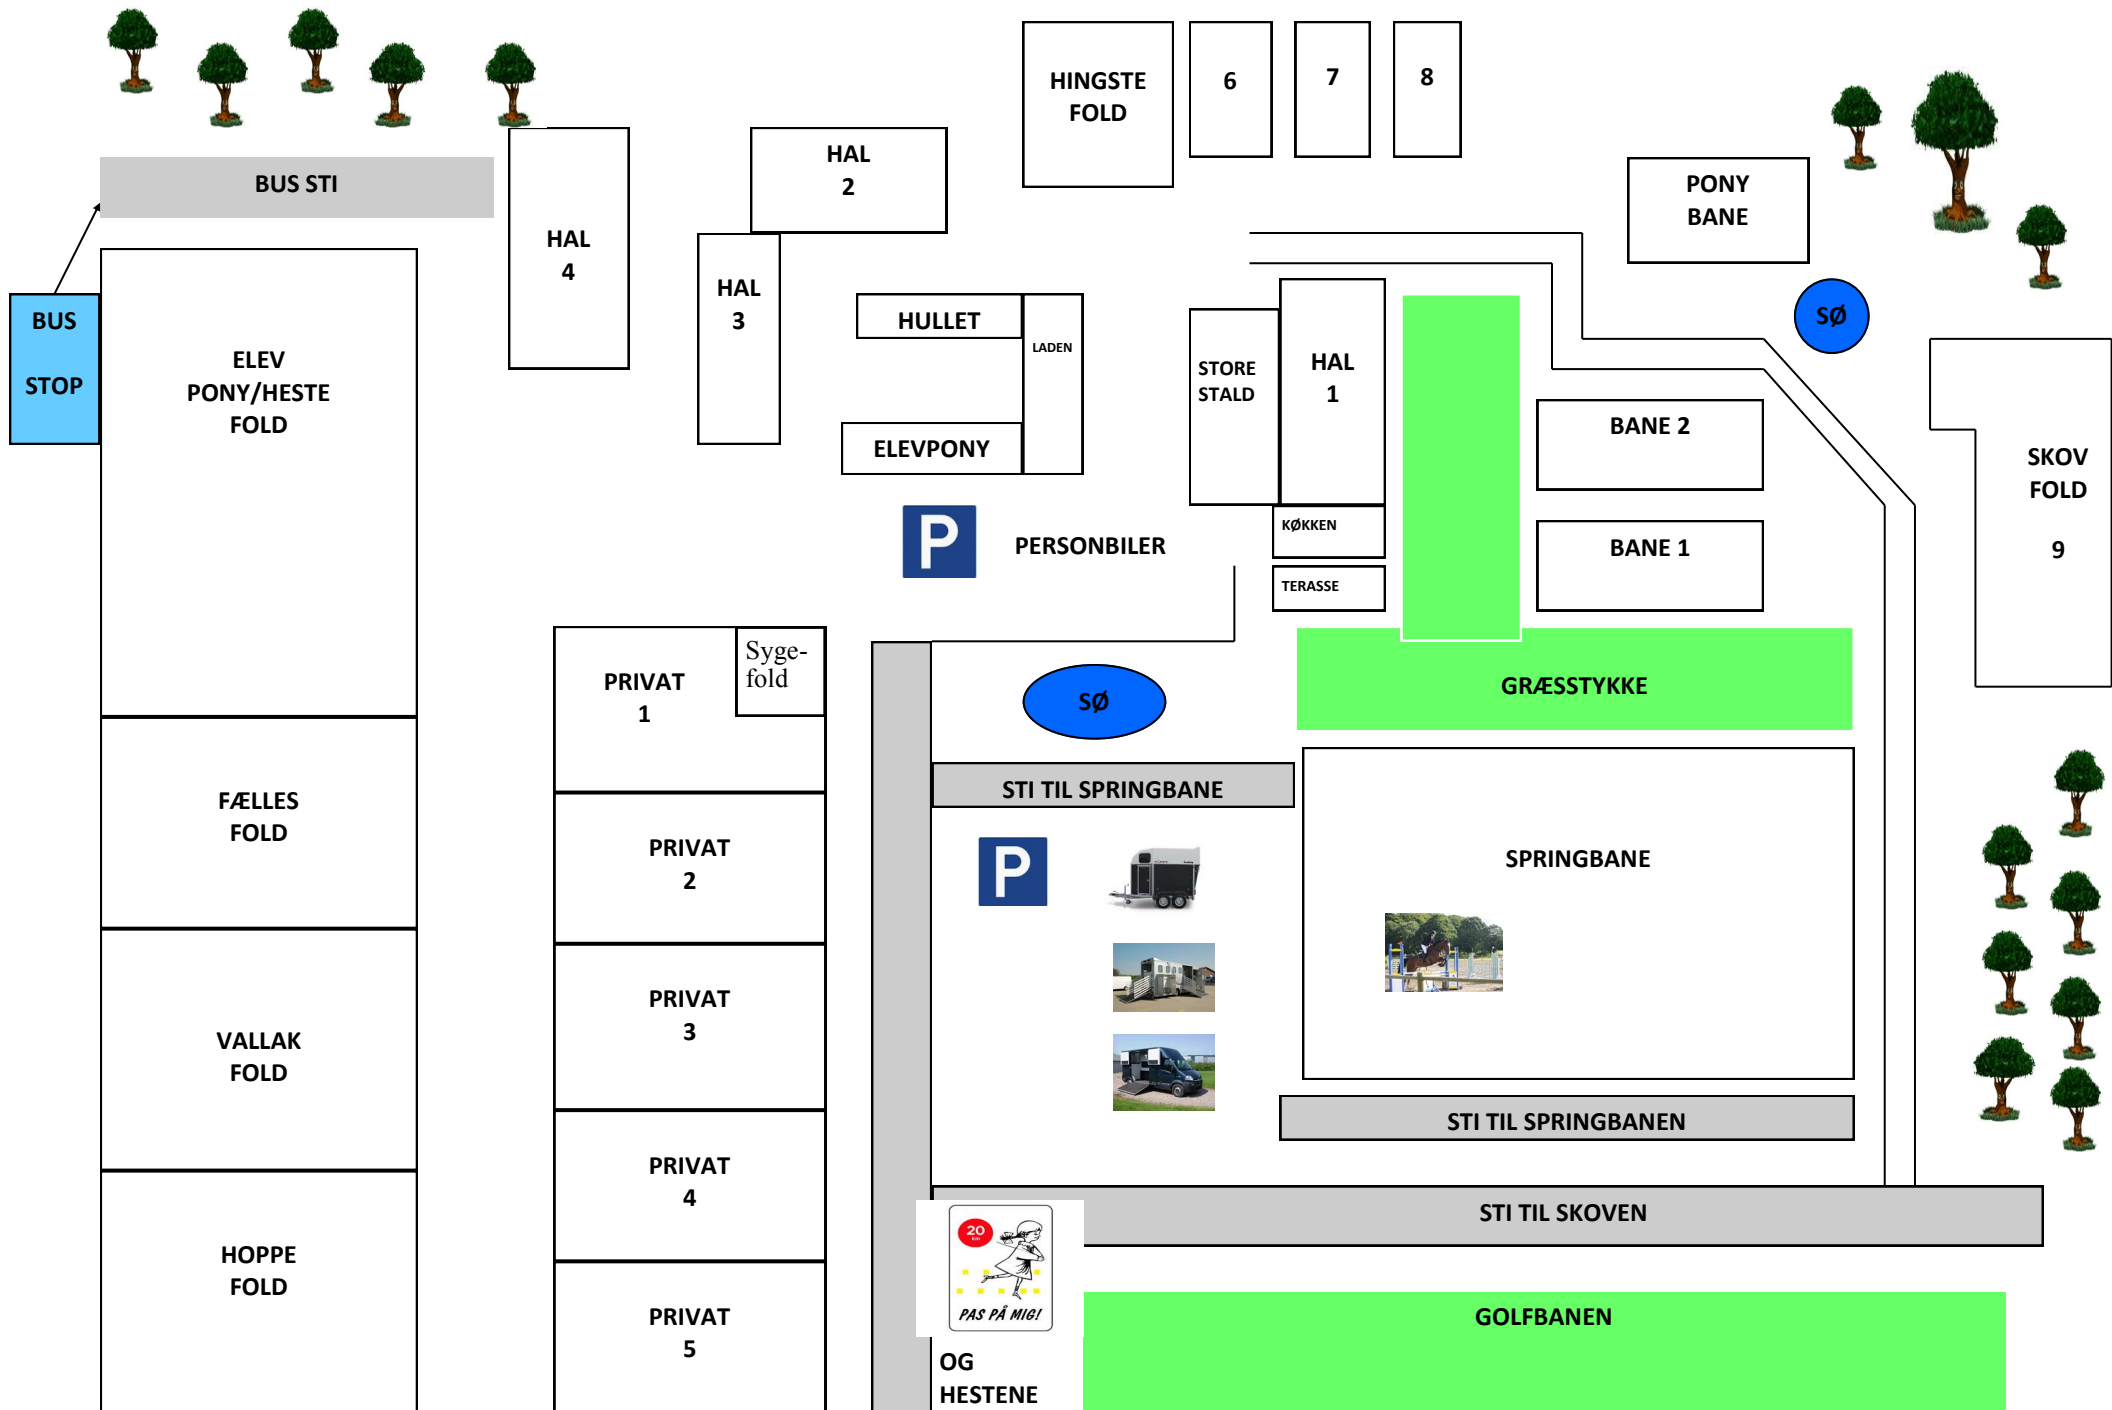 HINGSTE
FOLD
6
7
8
HAL
2
BUS STI
PONY
BANE
HAL
4
HAL
3
BUS
STOP
HULLET
LADEN
SØ
ELEV
PONY/HESTE
FOLD
STORE
STALD
HAL
1
BANE 2
ELEVPONY
SKOV
FOLD
9
P
PERSONBILER
KØKKEN
BANE 1
TERASSE
PRIVAT
1
Syge-
fold
SØ
GRÆSSTYKKE
STI TIL SPRINGBANE
FÆLLES
FOLD
PRIVAT
2
P
SPRINGBANE
PRIVAT
3
VALLAK
FOLD
STI TIL SPRINGBANEN
PRIVAT
4
STI TIL SKOVEN
20
km
PAS PÅ MIG!
HOPPE
FOLD
PRIVAT
5
GOLFBANEN
OG
HESTENE